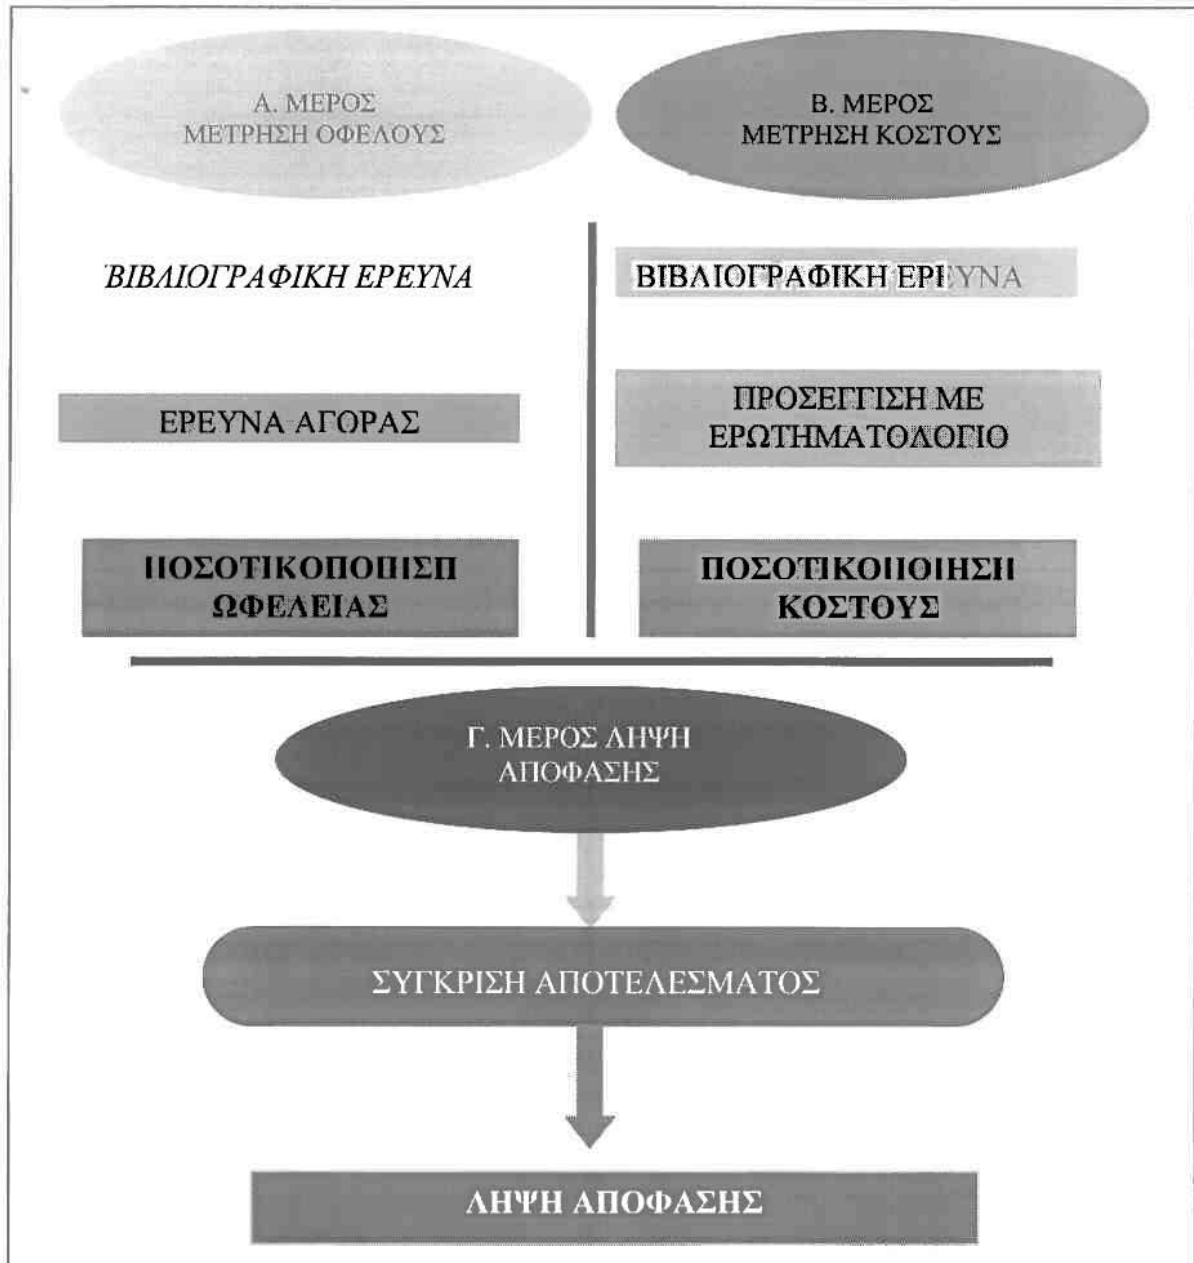 Α. ΜΕΡΟΣ
ΜΕΤΡΗΣΗ ΟΦΕΛΟΥΣ
Β. ΜΕΡΟΣ
ΜΕΤΡΗΣΗ ΚΟΣΤΟΥΣ
ΒΙΒΛΙΟΓΡΑΦΙΚΗ ΕΡΕΥΝΑ
ΒΙΒΛΙΟΓΡΑΦΙΚΗ ΕΡΕΥΝΑ
ΕΡΕΥΝΑ ΑΓΟΡΑΣ
ΠΡΟΣΕΓΓΙΣΗ ΜΕ
ΕΡΩΤΗΜΑΤΟΛΟΓΙΟ
ΠΟΣΟΤΙΚΟΠΟΙΗΣΗ
ΩΦΕΛΕΙΑΣ
ΠΟΣΟΤΙΚΟΠΟΙΗΣΗ
ΚΟΣΤΟΥΣ
Γ. ΜΕΡΟΣ ΛΗΨΗ
ΑΠΟΦΑΣΗΣ
ΣΥΓΚΡΙΣΗ ΑΠΟΤΕΛΕΣΜΑΤΟΣ
ΛΗΨΗ ΑΠΟΦΑΣΗΣ